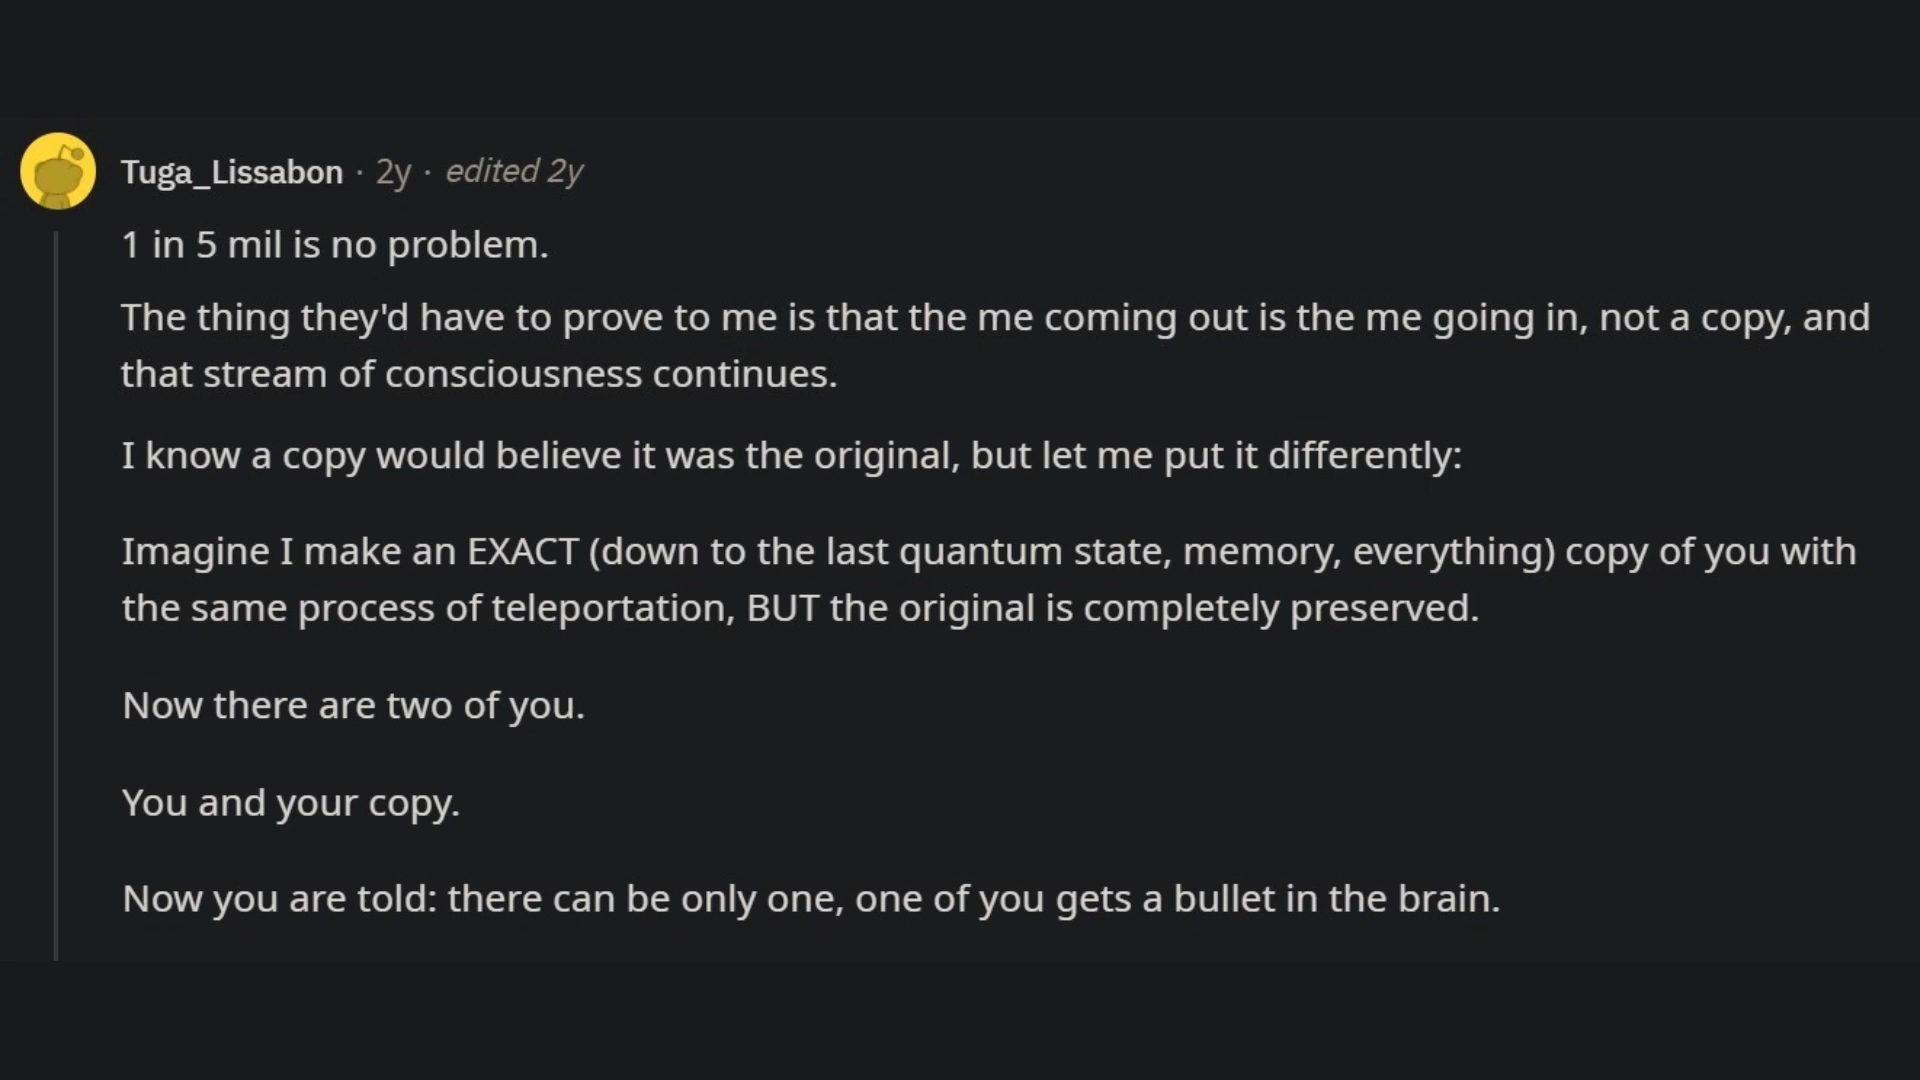 Tuga_Lissabon · 2y · edited 2y
1 in 5 mil is no problem.
The thing they'd have to prove to me is that the me coming out is the me going in, not a copy, and
that stream of consciousness continues.
I know a copy would believe it was the original, but let me put it differently:
Imagine I make an EXACT (down to the last quantum state, memory, everything) copy of you with
the same process of teleportation, BUT the original is completely preserved.
Now there are two of you.
You and your copy.
Now you are told: there can be only one, one of you gets a bullet in the brain.